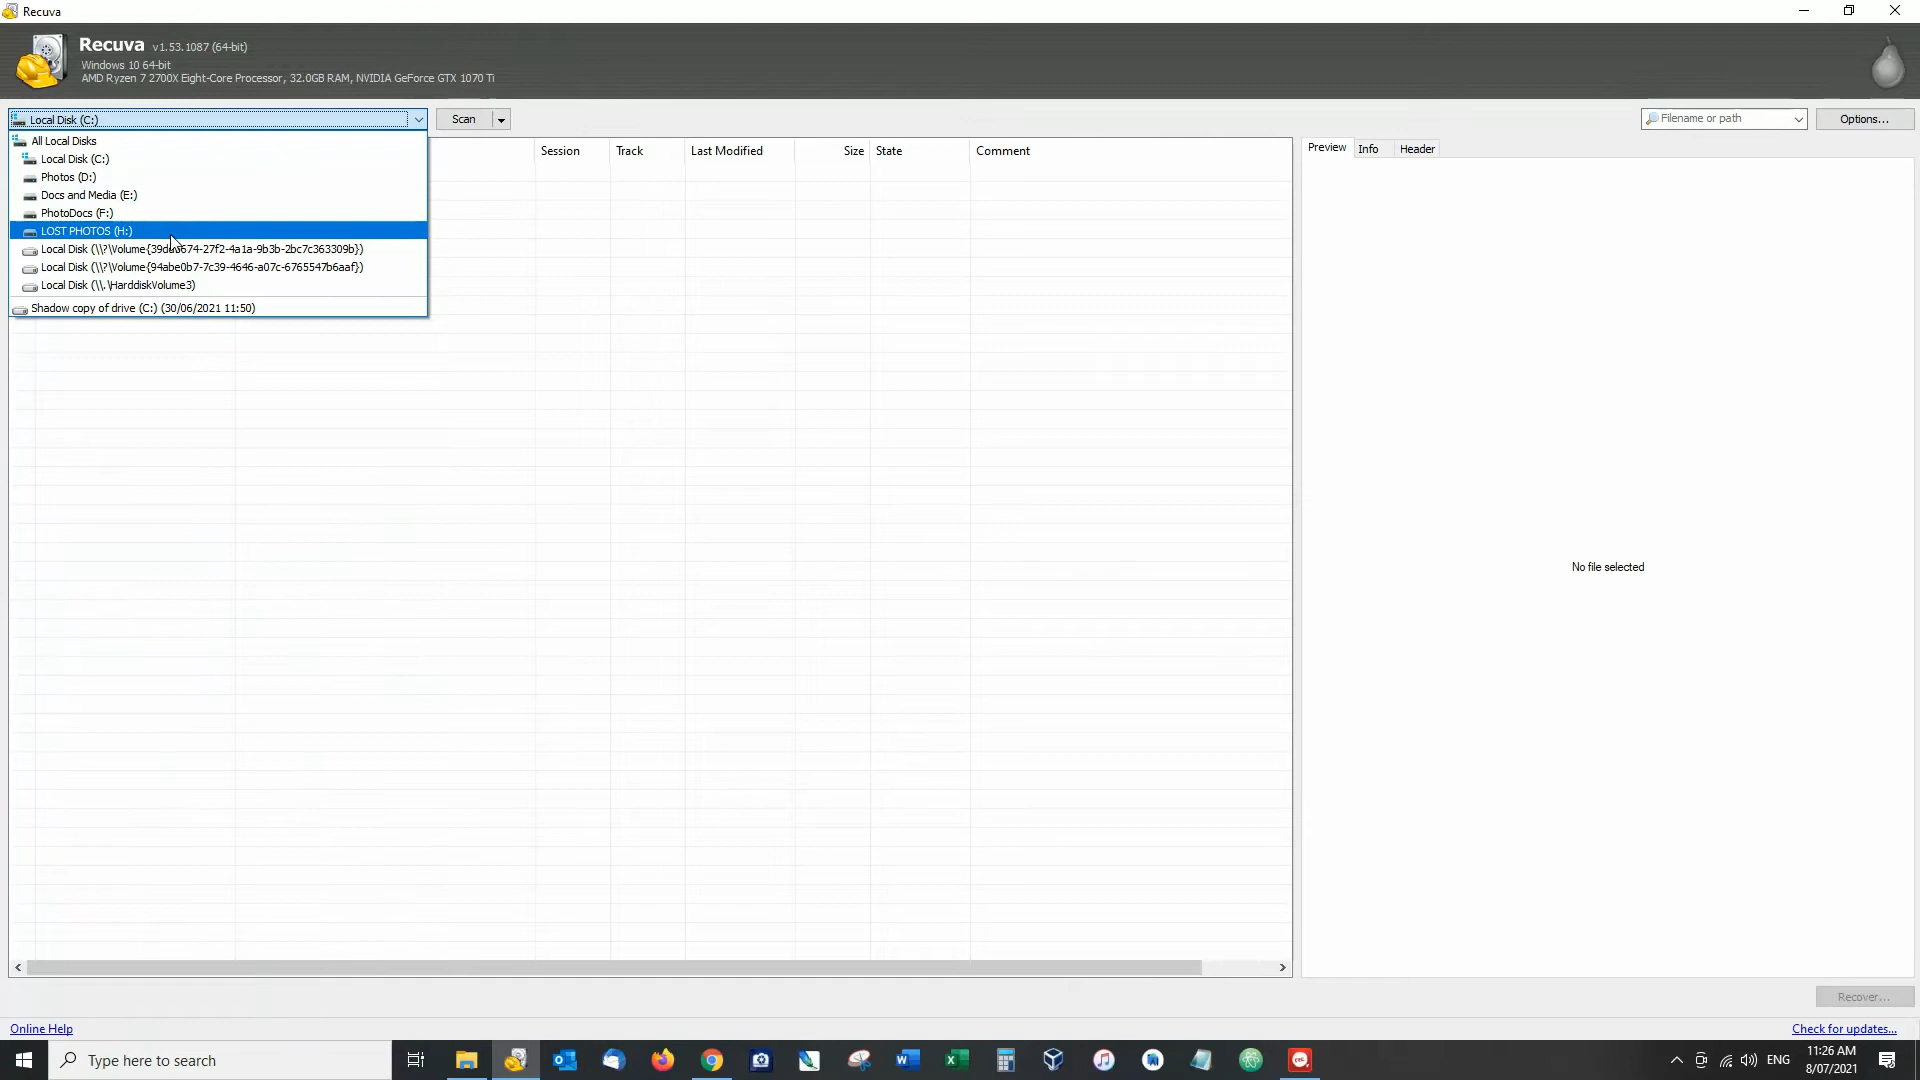 Recuva
Recuva v1.53.1087 (64-bit)
Windows 10 64-bit
AMD Ryzen 7 2700X Eight-Core Processor, 32.0GB RAM, NVIDIA GeForce GTX 1070 Ti
Local Disk (C:)
Scan
Filename or path
Options...
All Local Disks
Local Disk (C:)
Photos (D:)
Docs and Media (E:)
PhotoDocs (F:)
LOST PHOTOS (H:)
Local Disk
Local Disk (\\?\Volume{94abe0b7-7c39-4646-a07c-6765547b6aaf})
Local Disk (\\.\HarddiskVolume3)
Shadow copy of drive (C:) (30/06/2021 11:50)
Session Track Last Modified Size State Comment
Preview Info Header
No file selected
Recover...
Online Help
Check for updates...
Type here to search
ENG
11:26 AM
8/07/2021